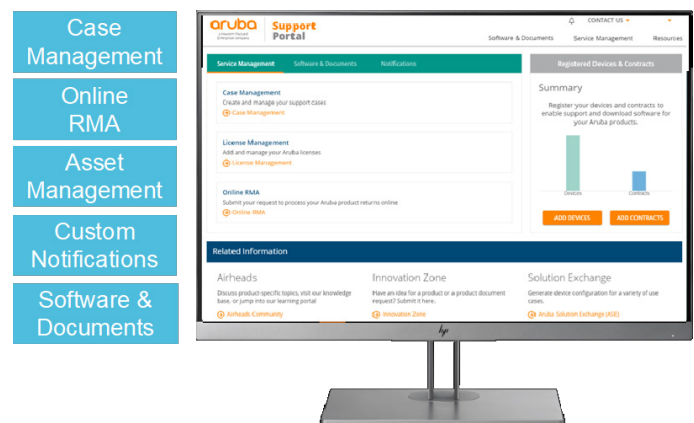 Case
Management
Online
RMA
Asset
Management
Custom
Notifications
Software &
Documents
aruba
a Hewlett Packard
Enterprise company
Support
Portal
CONTACT US
Software & Documents
Service Management
Resources
Service Management
Software & Documents
Notifications
Case Management
Create and manage your support cases
Case Management
License Management
Add and manage your Aruba licenses
License Management
Online RMA
Submit your request to process your Aruba product returns online
Online RMA
Registered Devices & Contracts
Summary
Register your devices and contracts to
enable support and download software for
your Aruba products.
Devices
Contracts
ADD DEVICES
ADD CONTRACTS
Related Information
Airheads
Discuss product-specific topics, visit our knowledge
base, or jump into our learning portal
Airheads Community
Innovation Zone
Have an idea for a product or a product document
request? Submit it here.
Innovation Zone
Solution Exchange
Generate device configuration for a variety of use
cases.
Aruba Solution Exchange (ASE)
hp